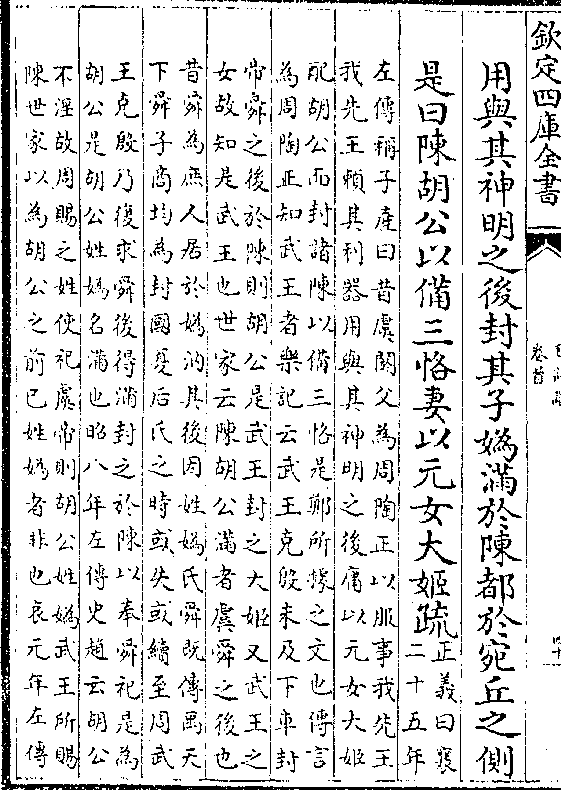 欽定四庫全書
卷首
用與其神明之後封其子媯滿於陳都於宛丘之側
是曰陳胡公以備三恪妻以元女大姬疏
正義曰襄
二十五年
左傳稱子産曰昔虞閼父為周陶正以服事我先王
我先王頼其利器用與其神明之後庸以元女大姬
配胡公而封諸陳以備三恪是鄭所據之文也傳言
為周陶正知武王者樂記云武王克殷未及下車封
帝舜之後於陳則胡公是武王封之大姬又武王之
女故知是武王也世家云陳胡公滿者虞舜之後也
昔舜為庶人居於媯汭其後因姓媯氏舜既傳禹天
下舜子商均為封國夏后氏之時或失或續至周武
王克殷乃復求舜後得滿封之於陳以奉舜祀是為
胡公是胡公姓媯名滿也昭八年左傳史趙云胡公
不淫故周賜之姓使祀虞帝則胡公姓媯武王所賜
陳世家以為胡公之前已姓媯者非也哀元年左傳